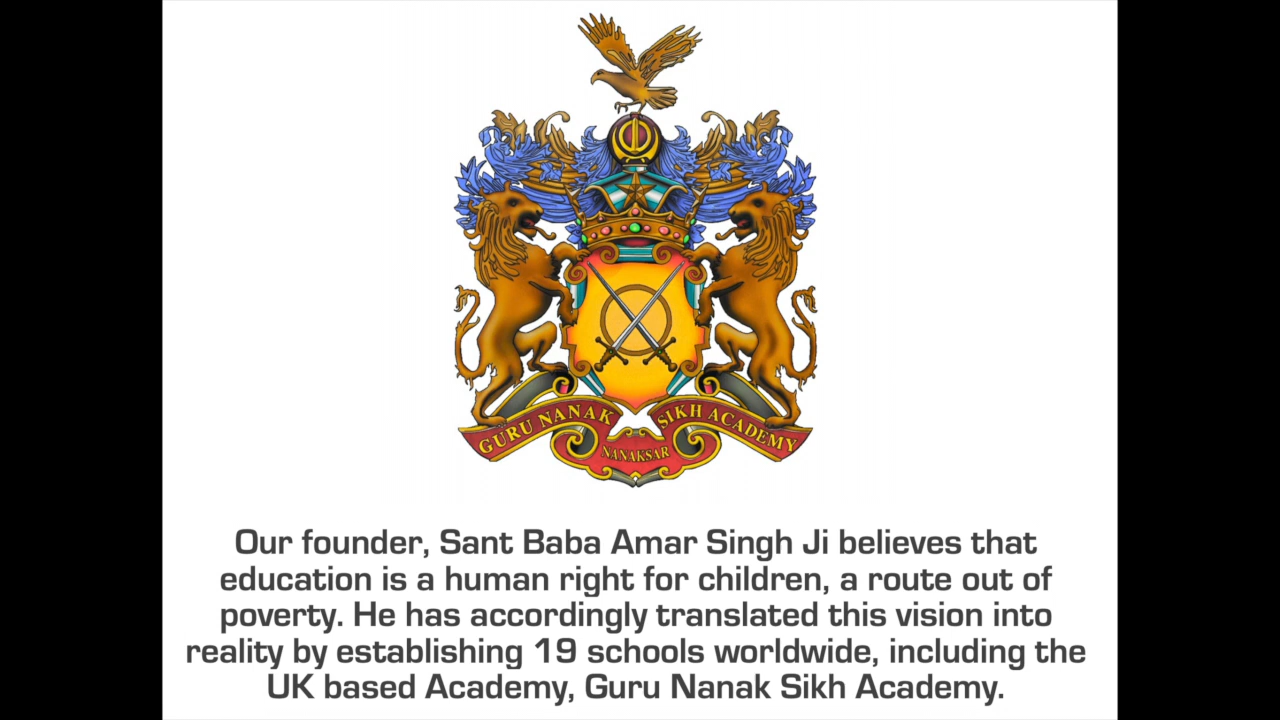 GURU NANAK SIKH ACADEMY
NANAKSAR
Our founder, Sant Baba Amar Singh Ji believes that
education is a human right for children, a route out of
poverty. He has accordingly translated this vision into
reality by establishing 19 schools worldwide, including the
UK based Academy, Guru Nanak Sikh Academy.